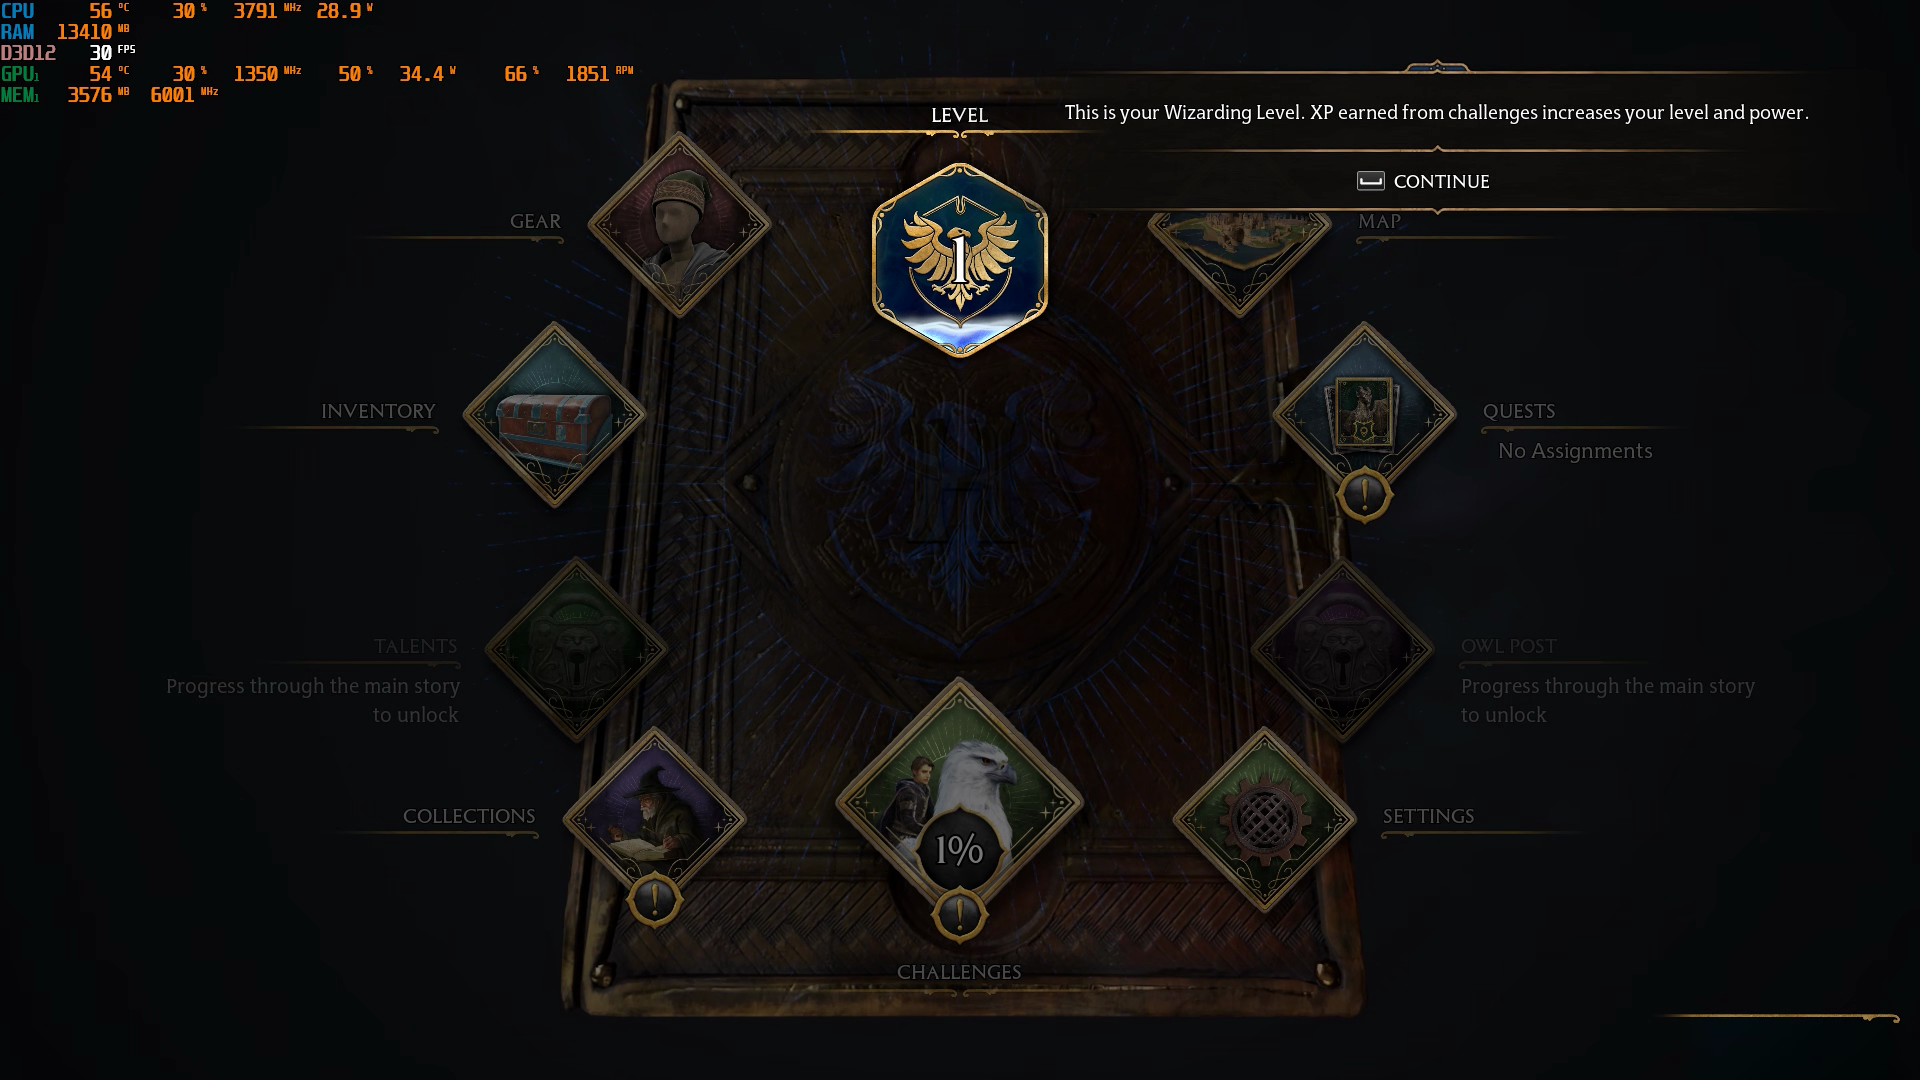 CPU 56 °C 30 % 3791 MHz 28.9 W
RAM 13410 MB
D3D12 30 FPS
GPU1 54 °C 30 % 1350 MHz 50 % 34.4 W 66 % 1851 RPM
MEM1 3576 MB 6001 MHz
LEVEL
This is your Wizarding Level. XP earned from challenges increases your level and power.
CONTINUE
1
GEAR
MAP
INVENTORY
QUESTS
No Assignments
TALENTS
Progress through the main story
to unlock
OWL POST
Progress through the main story
to unlock
COLLECTIONS
1%
SETTINGS
CHALLENGES